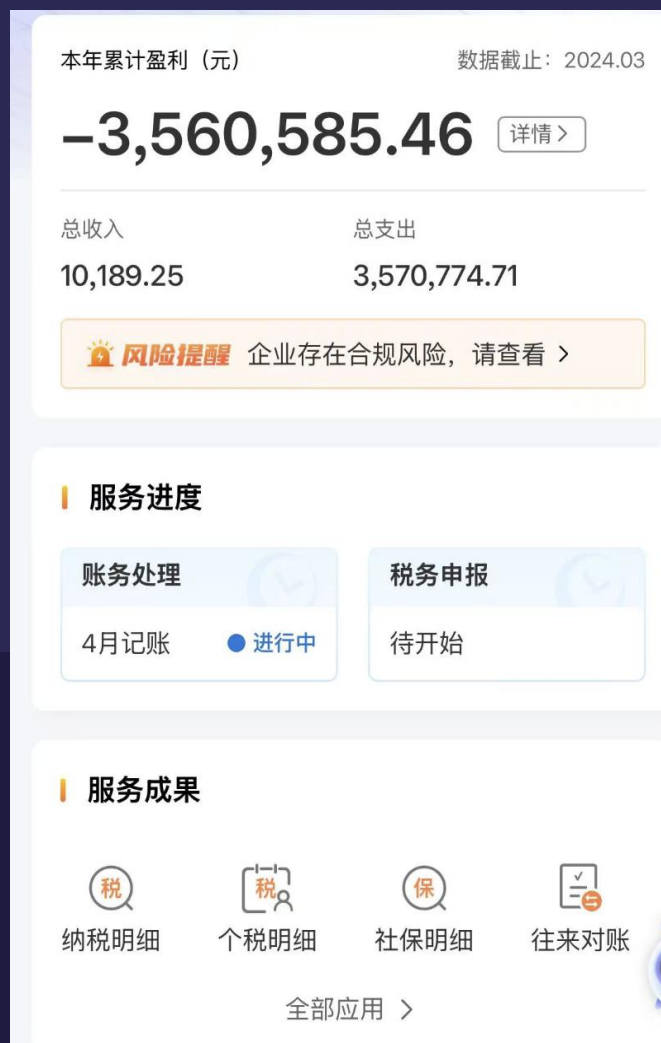 本年累计盈利（元） 数据截止：2024.03
-3,560,585.46 详情>
总收入 总支出
10,189.25 3,570,774.71
风险提醒 企业存在合规风险，请查看 >
服务进度
账务处理 税务申报
4月记账 进行中 待开始
服务成果
税 税 保
纳税明细 个税明细 社保明细 往来对账
全部应用 >